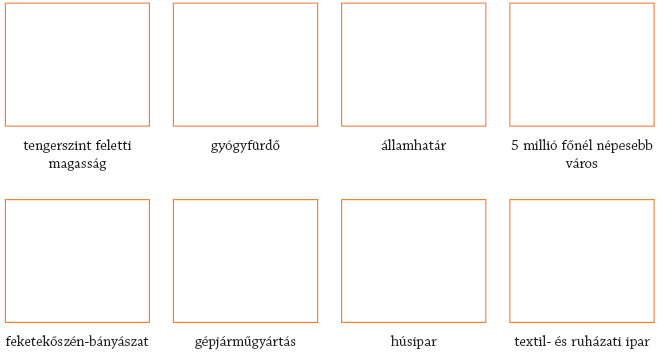 tengerszint feletti
magasság
gyógyfürdő
államhatár
5 millió főnél népesebb
város
feketekőszén-bányászat
gépjárműgyártás
húsipar
textil- és ruházati ipar